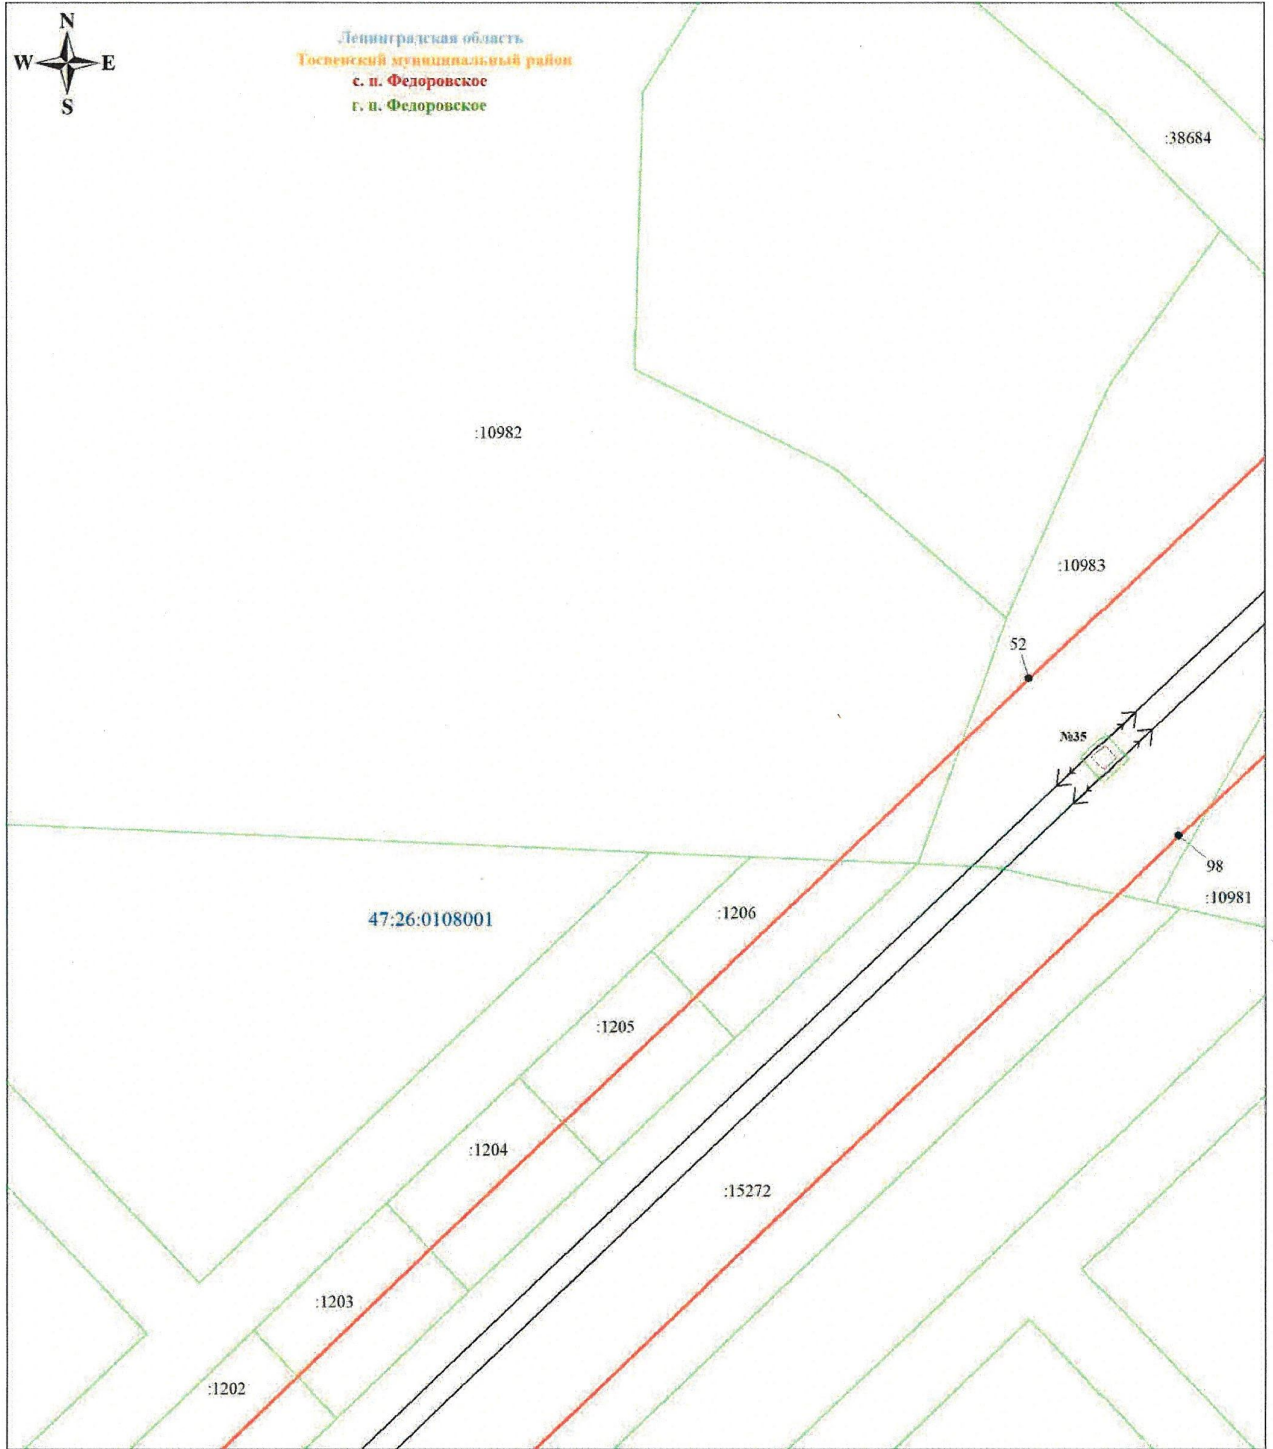 N
W E
S
Ленинградская область
Тосненский муниципальный район
с. п. Федоровское
г. п. Федоровское
:38684
:10982
:10983
52
№35
98
:10981
:1206
47:26:0108001
:1205
:1204
:15272
:1203
:1202